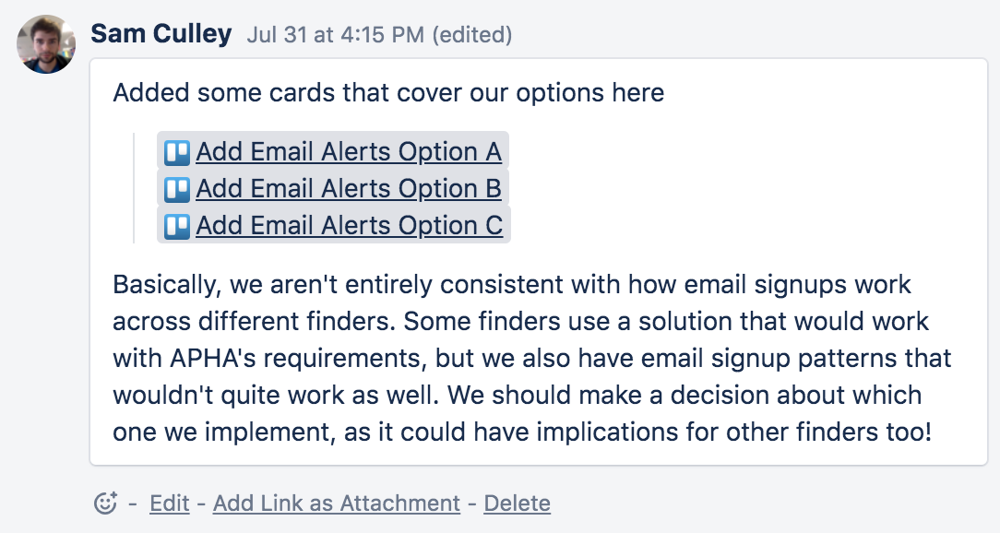 Sam Culley Jul 31 at 4:15 PM (edited)
Added some cards that cover our options here
Add Email Alerts Option A
Add Email Alerts Option B
Add Email Alerts Option C
Basically, we aren't entirely consistent with how email signups work
across different finders. Some finders use a solution that would work
with APHA's requirements, but we also have email signup patterns that
wouldn't quite work as well. We should make a decision about which
one we implement, as it could have implications for other finders too!
- Edit - Add Link as Attachment - Delete